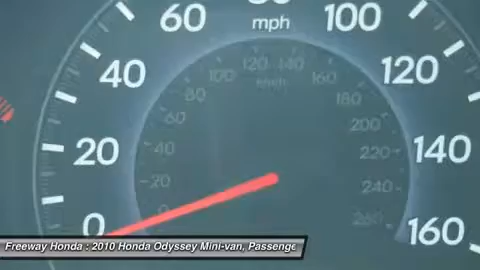 60 mph 100
40 120
20 140
0 160
100 120 140 160
km/h
80 180
60 200
40 220
20 240
260
Freeway Honda : 2010 Honda Odyssey Mini-van, Passenge